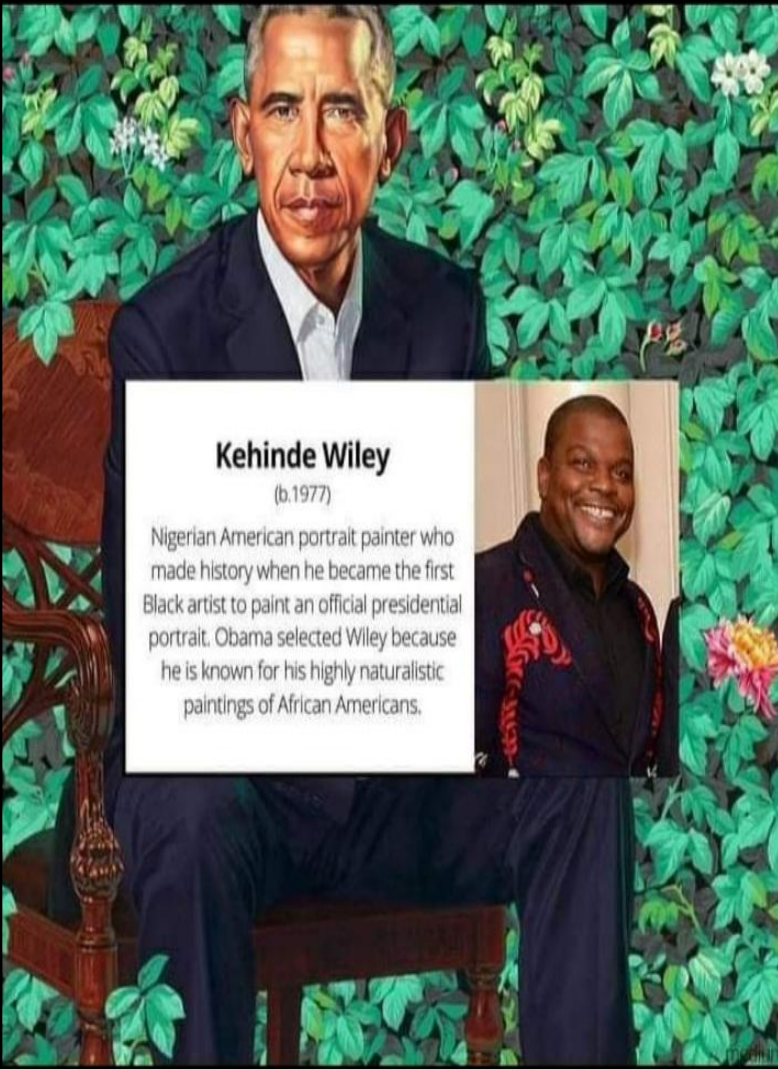 Kehinde Wiley
(b.1977)
Nigerian American portrait painter who
made history when he became the first
Black artist to paint an official presidential
portrait. Obama selected Wiley because
he is known for his highly naturalistic
paintings of African Americans.